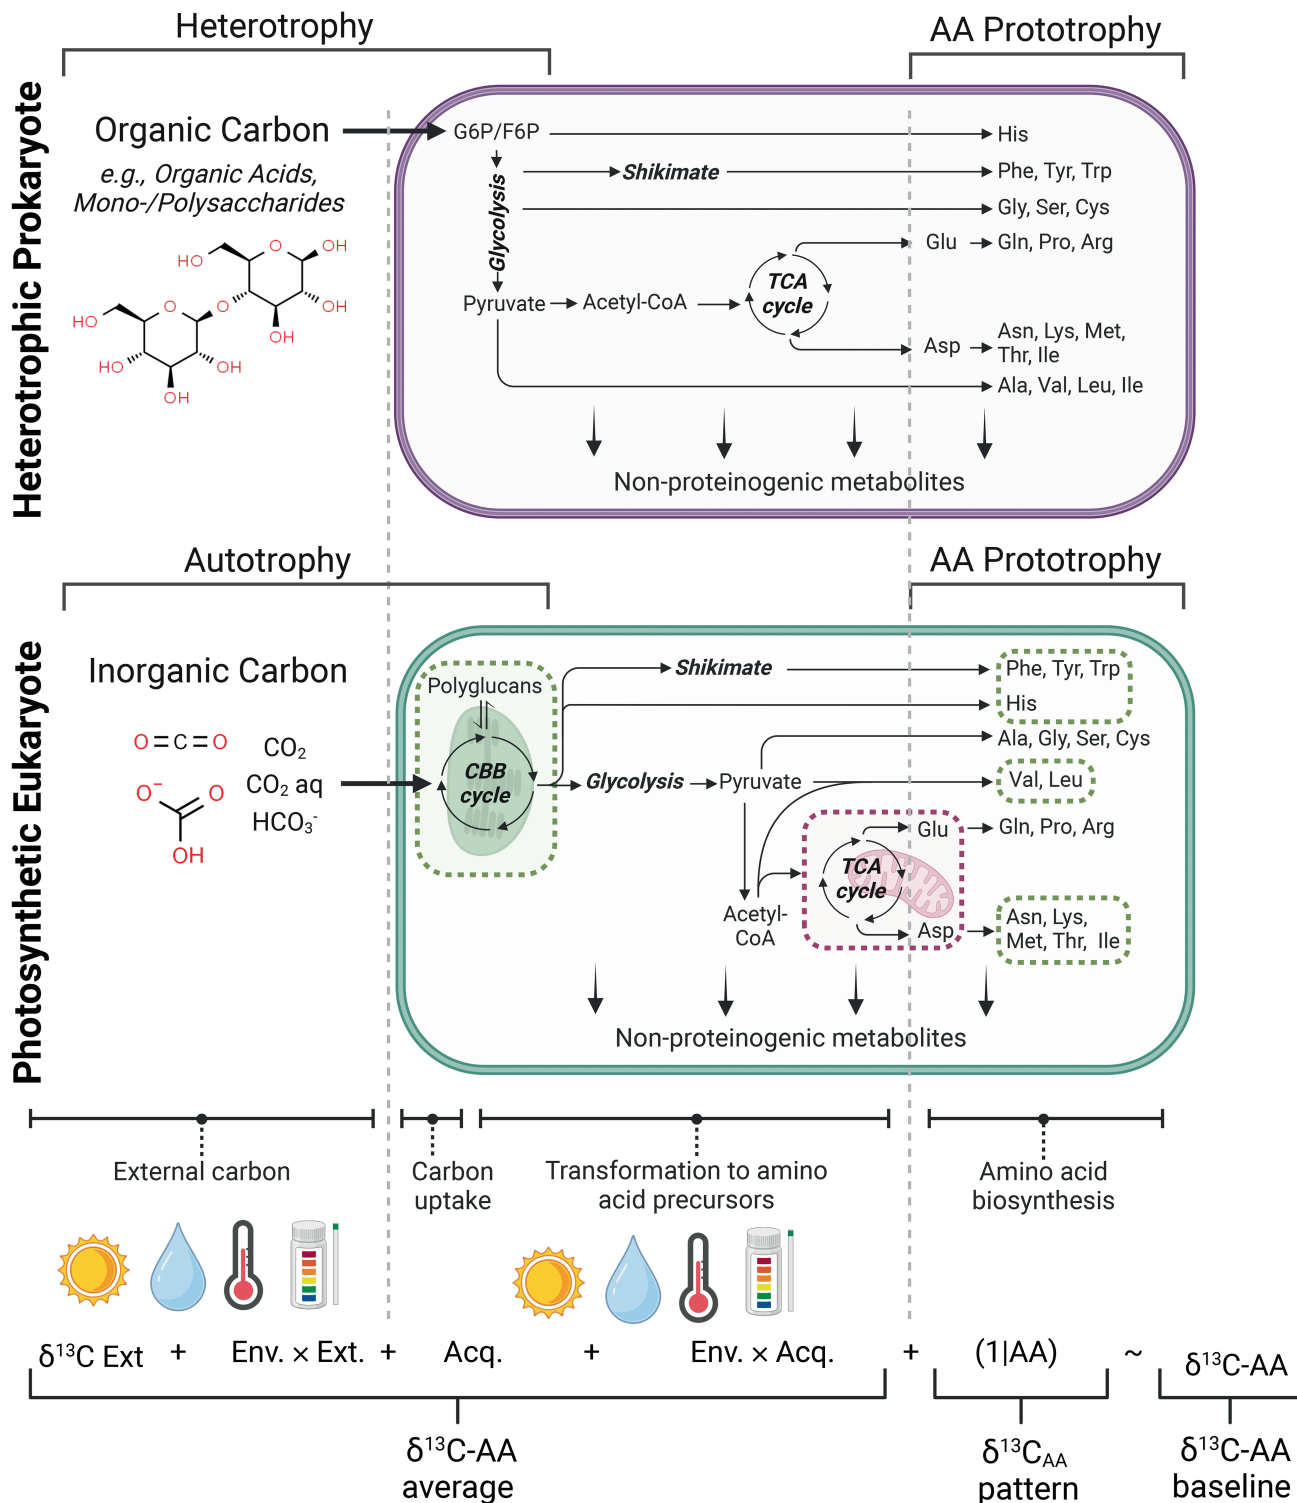 Heterotrophy
AA Prototrophy
Heterotrophic Prokaryote
Organic Carbon
e.g., Organic Acids,
Mono-/Polysaccharides
HO
O
OH
HO
O
O
OH
OH
HO
OH
OH
G6P/F6P
His
Glycolysis
Shikimate
Phe, Tyr, Trp
Gly, Ser, Cys
Glu
Gln, Pro, Arg
TCA
cycle
Pyruvate
Acetyl-CoA
Asp
Asn, Lys, Met,
Thr, Ile
Ala, Val, Leu, Ile
Non-proteinogenic metabolites
Autotrophy
AA Prototrophy
Photosynthetic Eukaryote
Inorganic Carbon
O=C=O
CO₂
O⁻
O
OH
CO₂ aq
HCO₃⁻
Polyglucans
CBB
cycle
Shikimate
Phe, Tyr, Trp
His
Ala, Gly, Ser, Cys
Glycolysis
Pyruvate
Val, Leu
Glu
Gln, Pro, Arg
TCA
cycle
Acetyl-
CoA
Asp
Asn, Lys,
Met, Thr, Ile
Non-proteinogenic metabolites
External carbon
Carbon
uptake
Transformation to amino
acid precursors
Amino acid
biosynthesis
δ¹³C Ext + Env. × Ext. + Acq. + Env. × Acq. + (1|AA) ~ δ¹³C-AA
δ¹³C-AA
average
δ¹³C_AA
pattern
δ¹³C-AA
baseline